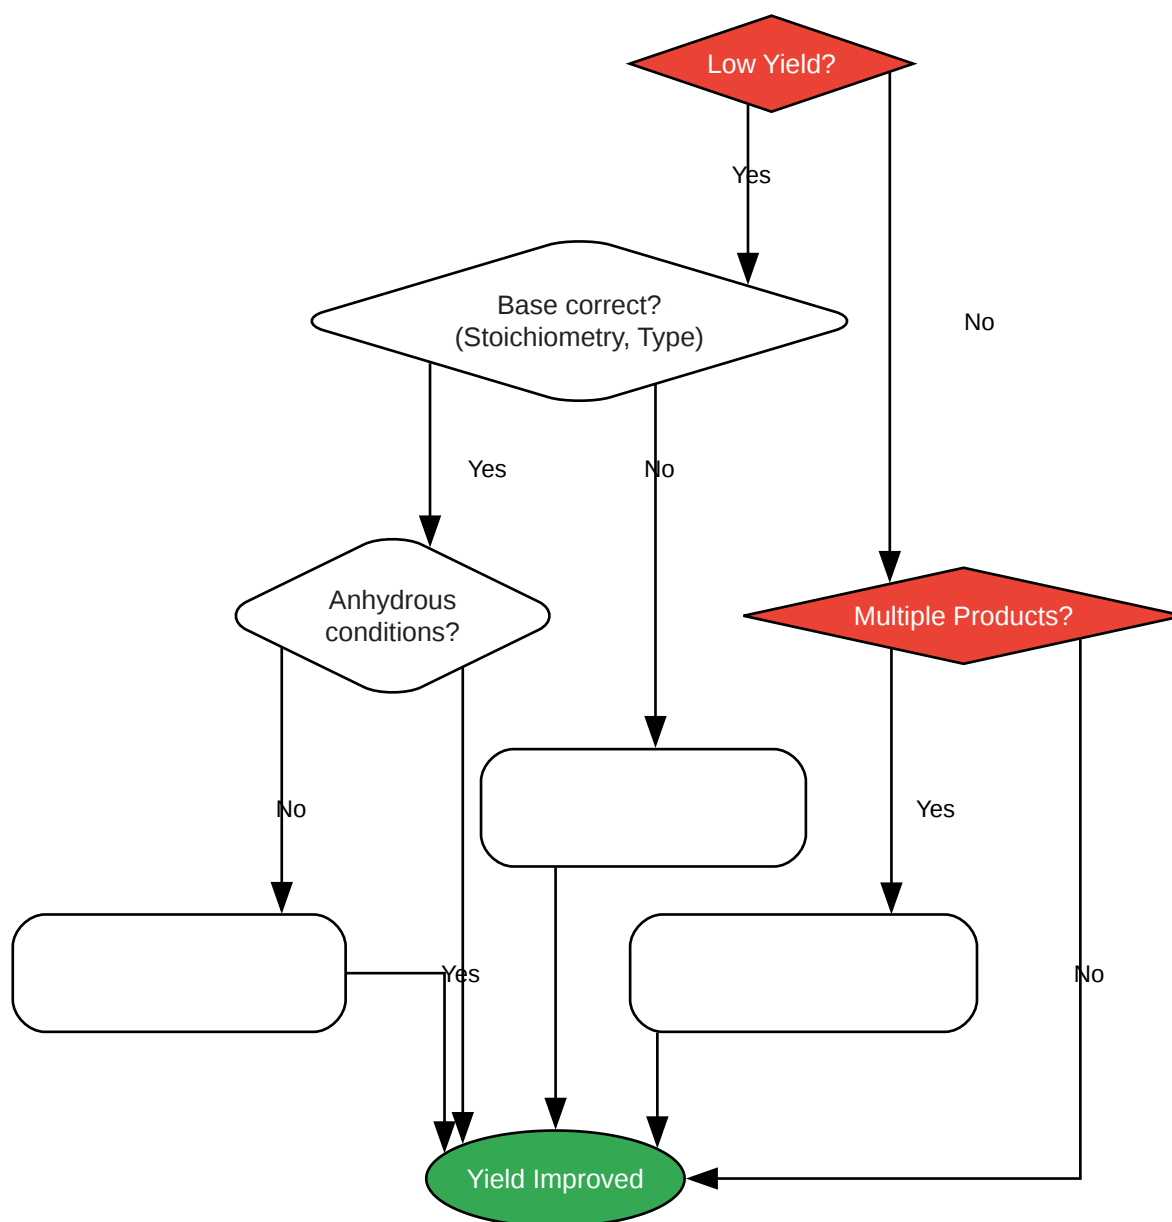 Low Yield?
Yes
Base correct?
(Stoichiometry, Type)
No
Yes
No
Anhydrous
conditions?
Multiple Products?
No
Yes
Yes
No
Yield Improved